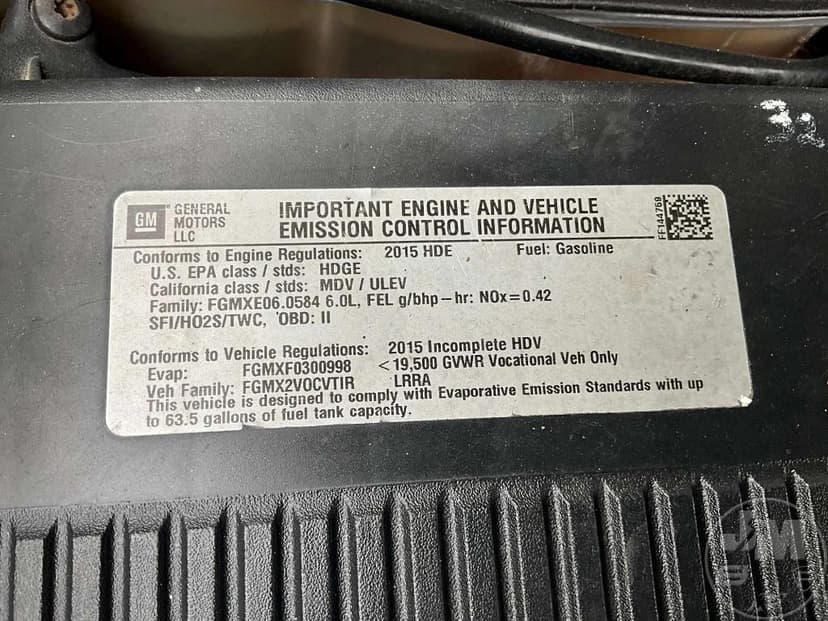 GM GENERAL MOTORS LLC
IMPORTANT ENGINE AND VEHICLE
EMISSION CONTROL INFORMATION
FF144769
Conforms to Engine Regulations: 2015 HDE Fuel: Gasoline
U.S. EPA class / stds: HDGE
California class / stds: MDV / ULEV
Family: FGMXE06.0584 6.0L, FEL g/bhp-hr: NOx=0.42
SFI/HO2S/TWC, OBD: II
Conforms to Vehicle Regulations: 2015 Incomplete HDV
Evap: FGMXF0300998 <19,500 GVWR Vocational Veh Only
Veh Family: FGMX2VOCVTIR LRRA
This vehicle is designed to comply with Evaporative Emission Standards with up
to 63.5 gallons of fuel tank capacity.
32
JM